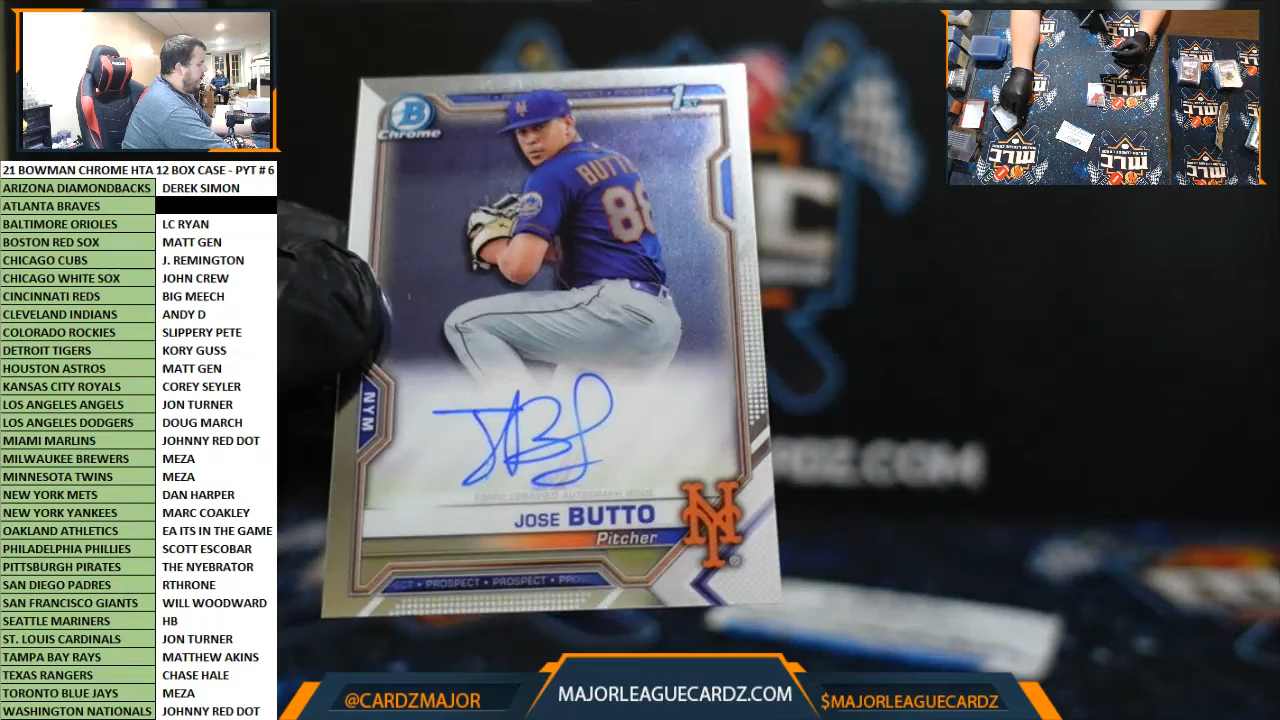 21 BOWMAN CHROME HTA 12 BOX CASE - PYT # 6
ARIZONA DIAMONDBACKS DEREK SIMON
ATLANTA BRAVES
BALTIMORE ORIOLES LC RYAN
BOSTON RED SOX MATT GEN
CHICAGO CUBS J. REMINGTON
CHICAGO WHITE SOX JOHN CREW
CINCINNATI REDS BIG MEECH
CLEVELAND INDIANS ANDY D
COLORADO ROCKIES SLIPPERY PETE
DETROIT TIGERS KORY GUSS
HOUSTON ASTROS MATT GEN
KANSAS CITY ROYALS COREY SEYLER
LOS ANGELES ANGELS JON TURNER
LOS ANGELES DODGERS DOUG MARCH
MIAMI MARLINS JOHNNY RED DOT
MILWAUKEE BREWERS MEZA
MINNESOTA TWINS MEZA
NEW YORK METS DAN HARPER
NEW YORK YANKEES MARC COAKLEY
OAKLAND ATHLETICS EA ITS IN THE GAME
PHILADELPHIA PHILLIES SCOTT ESCOBAR
PITTSBURGH PIRATES THE NYEBRATOR
SAN DIEGO PADRES RTHRONE
SAN FRANCISCO GIANTS WILL WOODWARD
SEATTLE MARINERS HB
ST. LOUIS CARDINALS JON TURNER
TAMPA BAY RAYS MATTHEW AKINS
TEXAS RANGERS CHASE HALE
TORONTO BLUE JAYS MEZA
WASHINGTON NATIONALS JOHNNY RED DOT
B
Chrome
1ST
BUTTO
NYM
TOPPS CERTIFIED AUTOGRAPH ISSUE
JOSE BUTTO
Pitcher
NY
PROSPECT • PROSPECT
.COM
@CARDZMAJOR
MAJORLEAGUECARDZ.COM
$MAJORLEAGUECARDZ